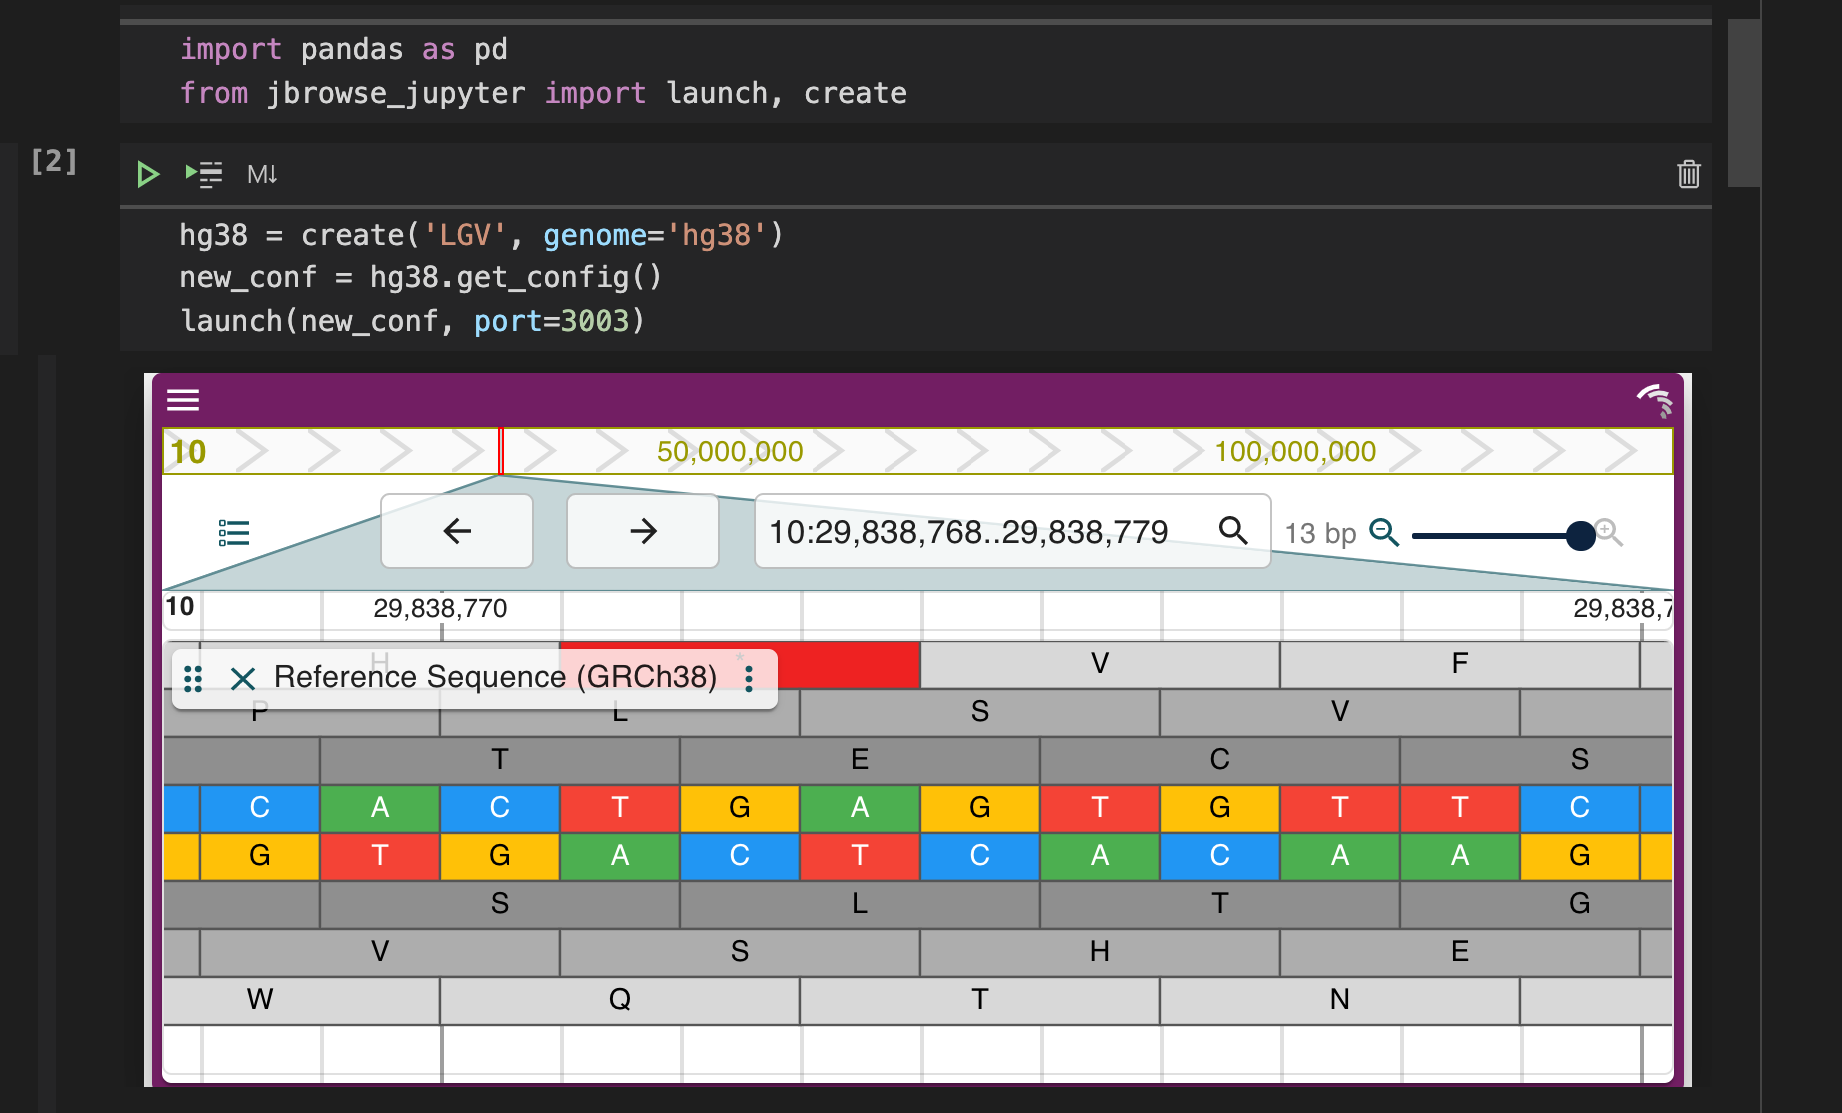 import pandas as pd
from jbrowse_jupyter import launch, create
[2]
M↓
hg38 = create('LGV', genome='hg38')
new_conf = hg38.get_config()
launch(new_conf, port=3003)
10 50,000,000 100,000,000
10:29,838,768..29,838,779 13 bp
10 29,838,770 29,838,7
H * V F
Reference Sequence (GRCh38)
P L S V
T E C S
C A C T G A G T G T T C
G T G A C T C A C A A G
S L T G
V S H E
W Q T N